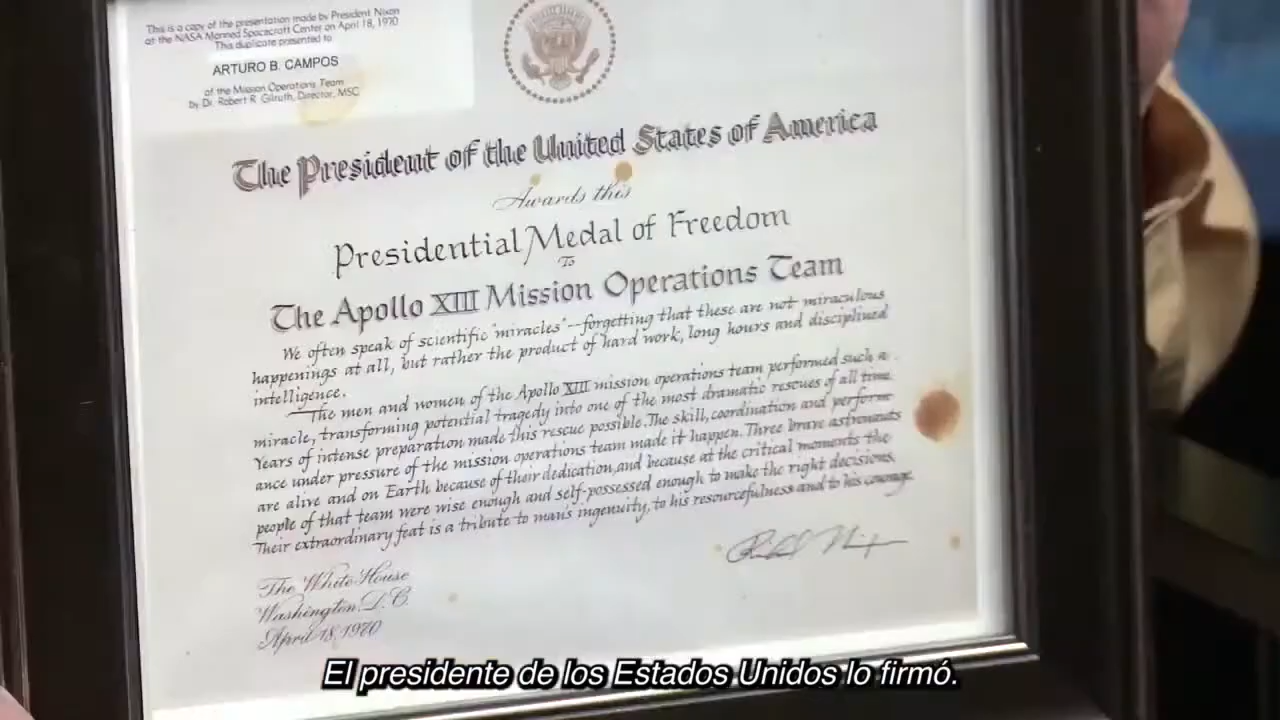 This is a copy of the presentation made by President Nixon
at the NASA Manned Spacecraft Center on April 18, 1970
This duplicate presented to
ARTURO B. CAMPOS
of the Mission Operations Team
by Dr. Robert R. Gilruth, Director, MSC
The President of the United States of America
Awards this
Presidential Medal of Freedom
To
The Apollo XIII Mission Operations Team
We often speak of scientific "miracles"—forgetting that these are not miraculous
happenings at all, but rather the product of hard work, long hours and disciplined
intelligence.
The men and women of the Apollo XIII mission operations team performed such a
miracle, transforming potential tragedy into one of the most dramatic rescues of all time.
Years of intense preparation made this rescue possible. The skill, coordination and perform-
ance under pressure of the mission operations team made it happen. Three brave astronauts
are alive and on Earth because of their dedication, and because at the critical moments the
people of that team were wise enough and self-possessed enough to make the right decisions.
Their extraordinary feat is a tribute to man's ingenuity, to his resourcefulness and to his courage.
The White House
Washington, D.C.
April 18, 1970
El presidente de los Estados Unidos lo firmó.